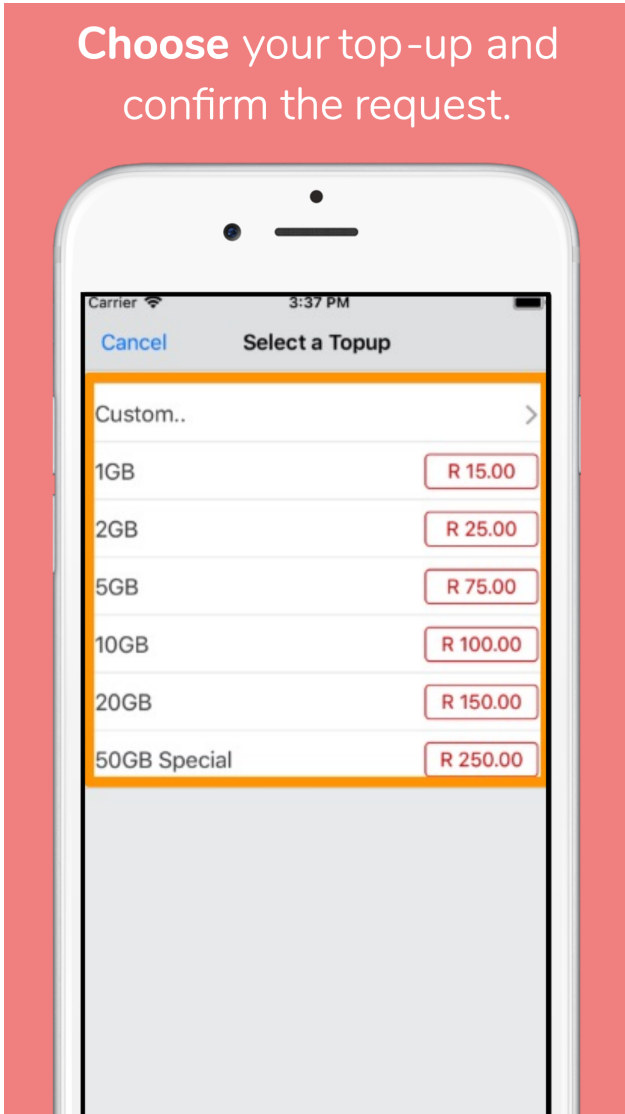 Choose your top-up and
confirm the request.
Carrier 3:37 PM
Cancel Select a Topup
Custom..
1GB R 15.00
2GB R 25.00
5GB R 75.00
10GB R 100.00
20GB R 150.00
50GB Special R 250.00